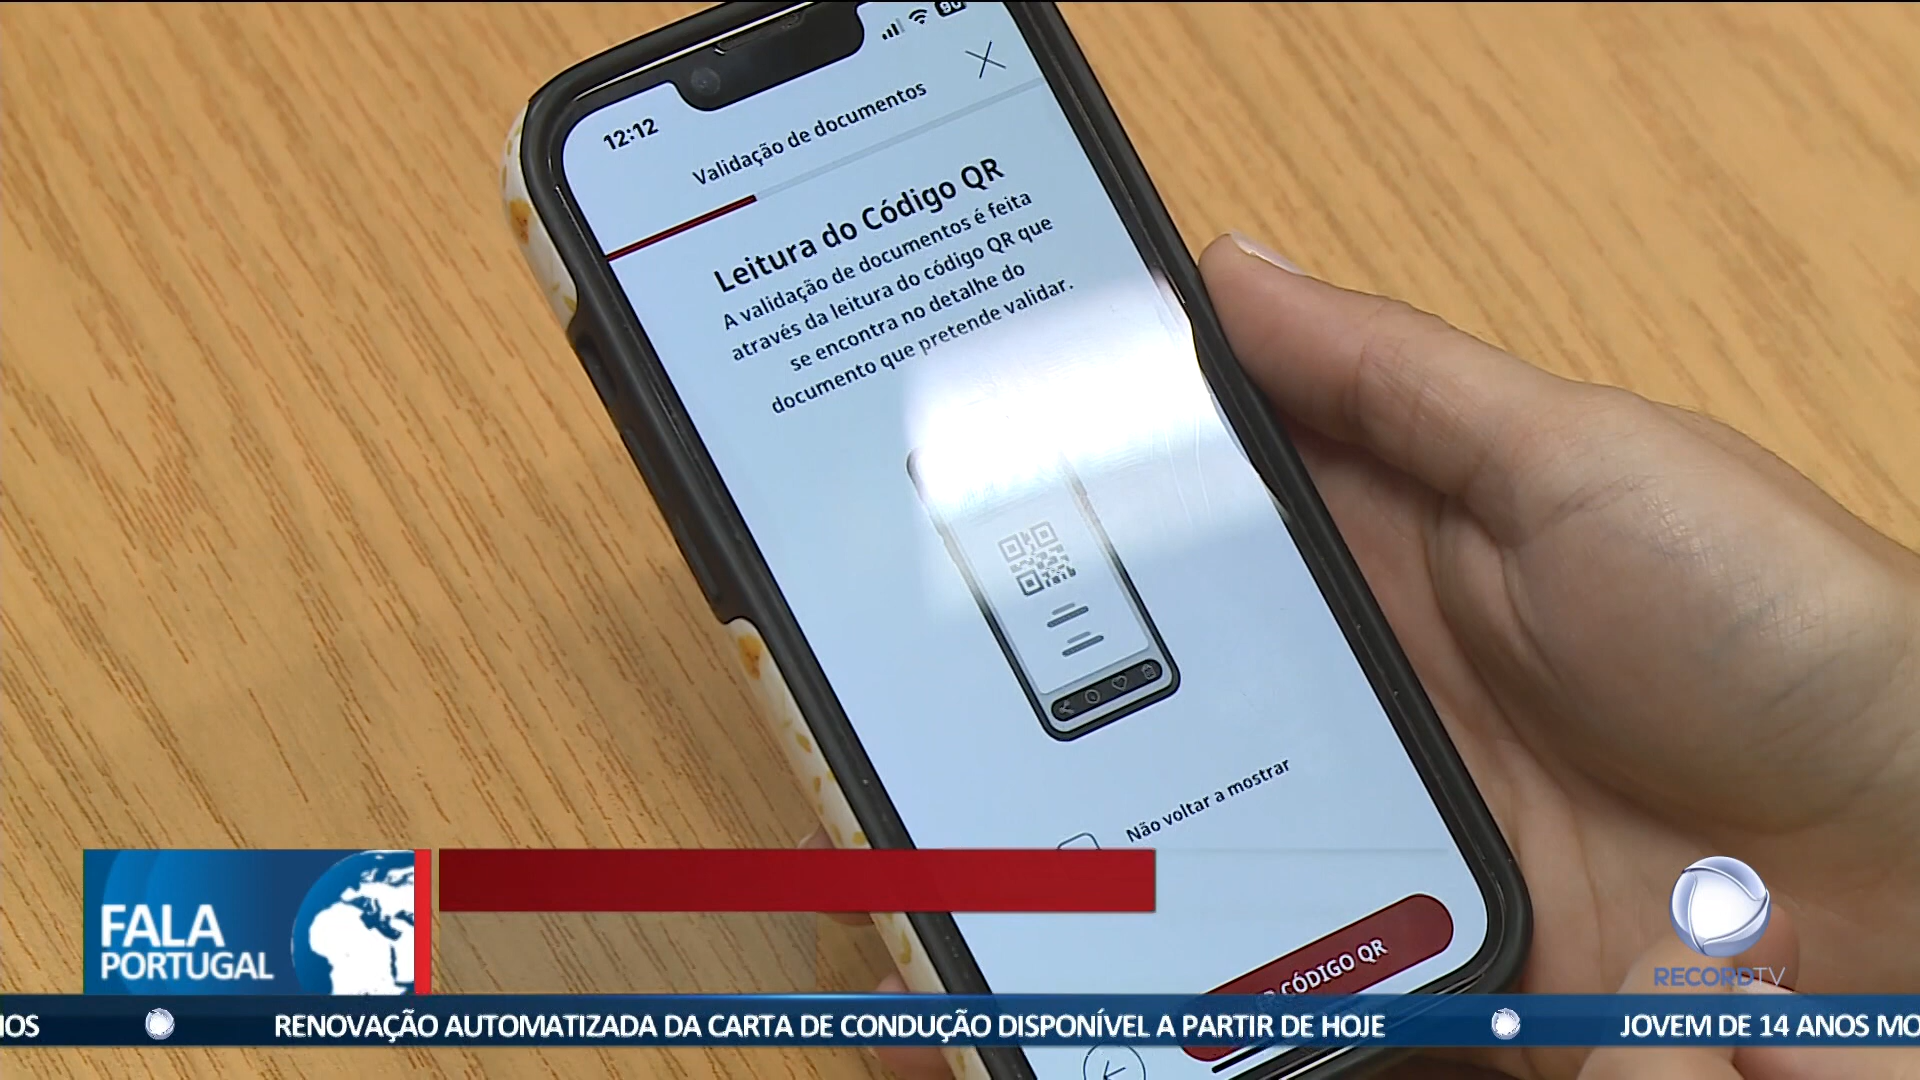 12:12
Validação de documentos
Leitura do Código QR
A validação de documentos é feita
através da leitura do código QR que
se encontra no detalhe do
documento que pretende validar.
Não voltar a mostrar
CÓDIGO QR
FALA
PORTUGAL
RECORDTV
RENOVAÇÃO AUTOMATIZADA DA CARTA DE CONDUÇÃO DISPONÍVEL A PARTIR DE HOJE
JOVEM DE 14 ANOS